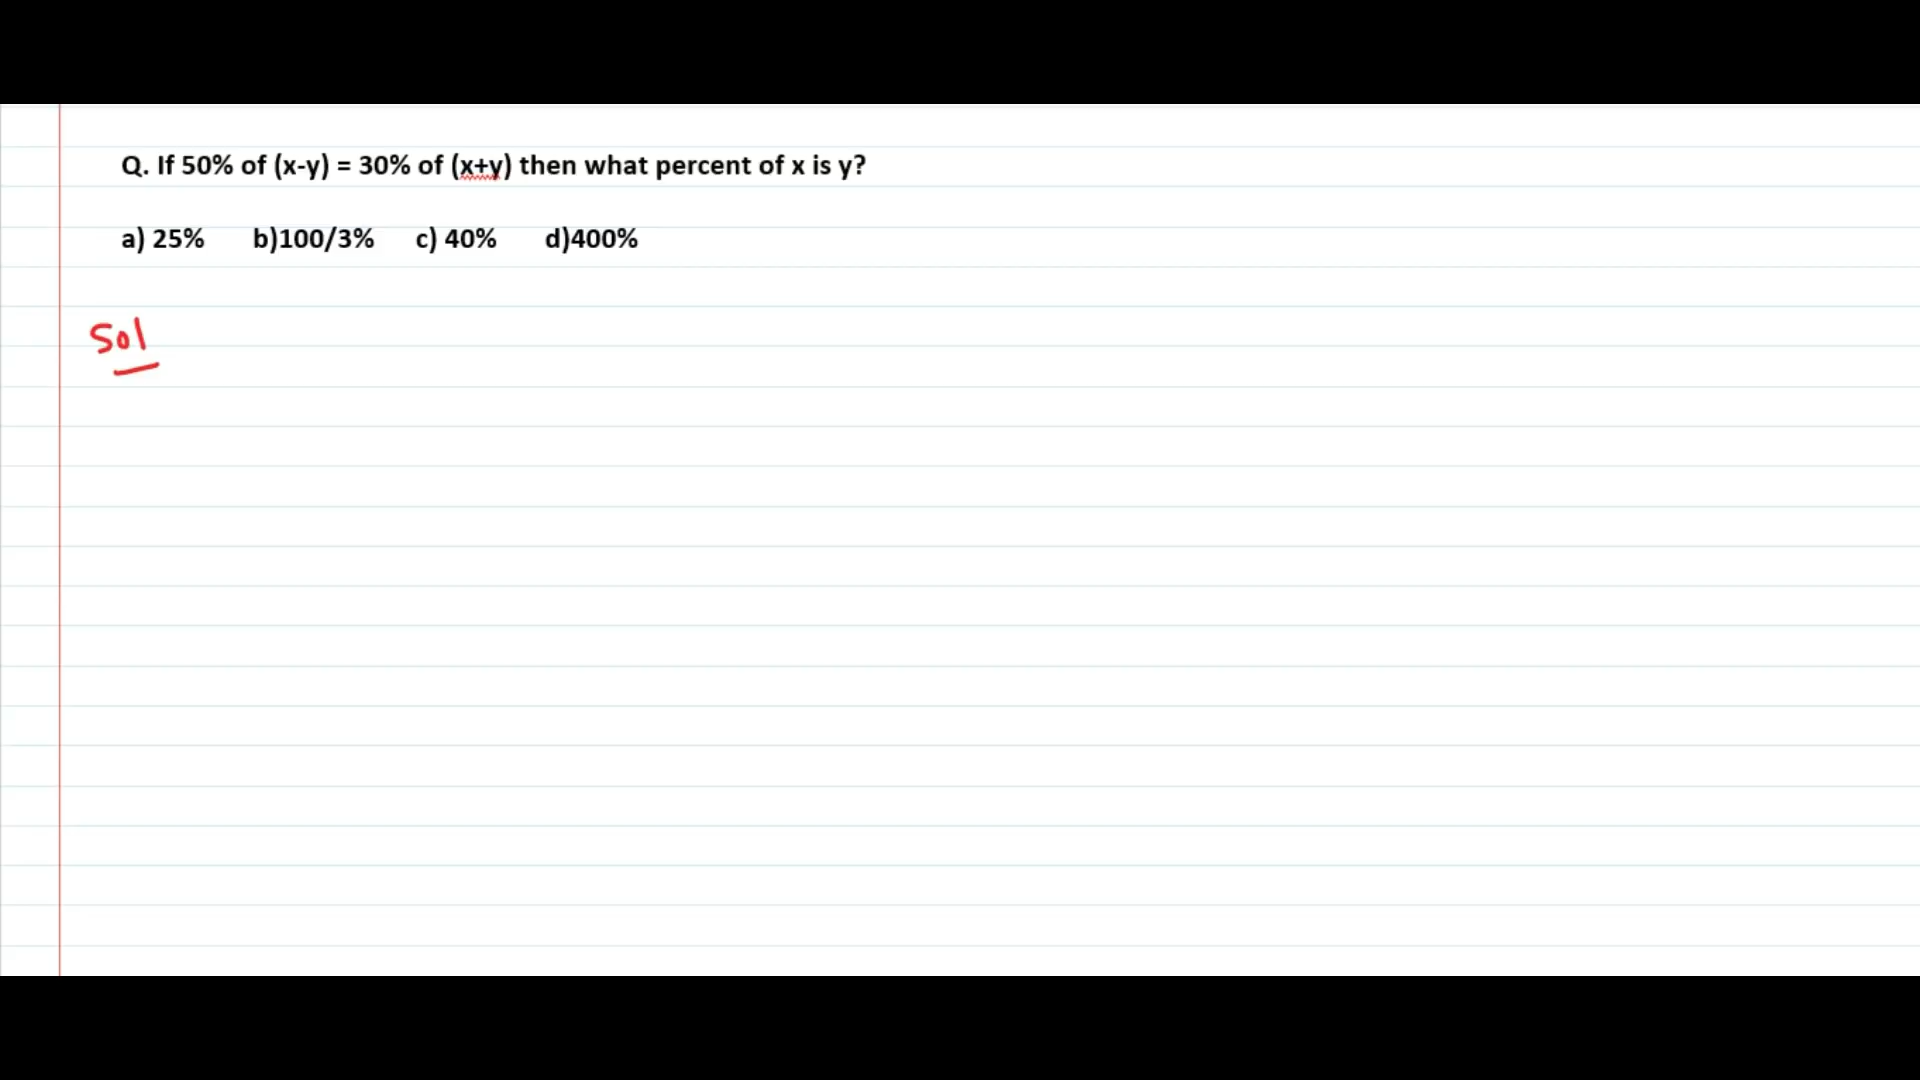 Q. If 50% of (x-y) = 30% of (x+y) then what percent of x is y?
a) 25% b)100/3% c) 40% d)400%
Sol